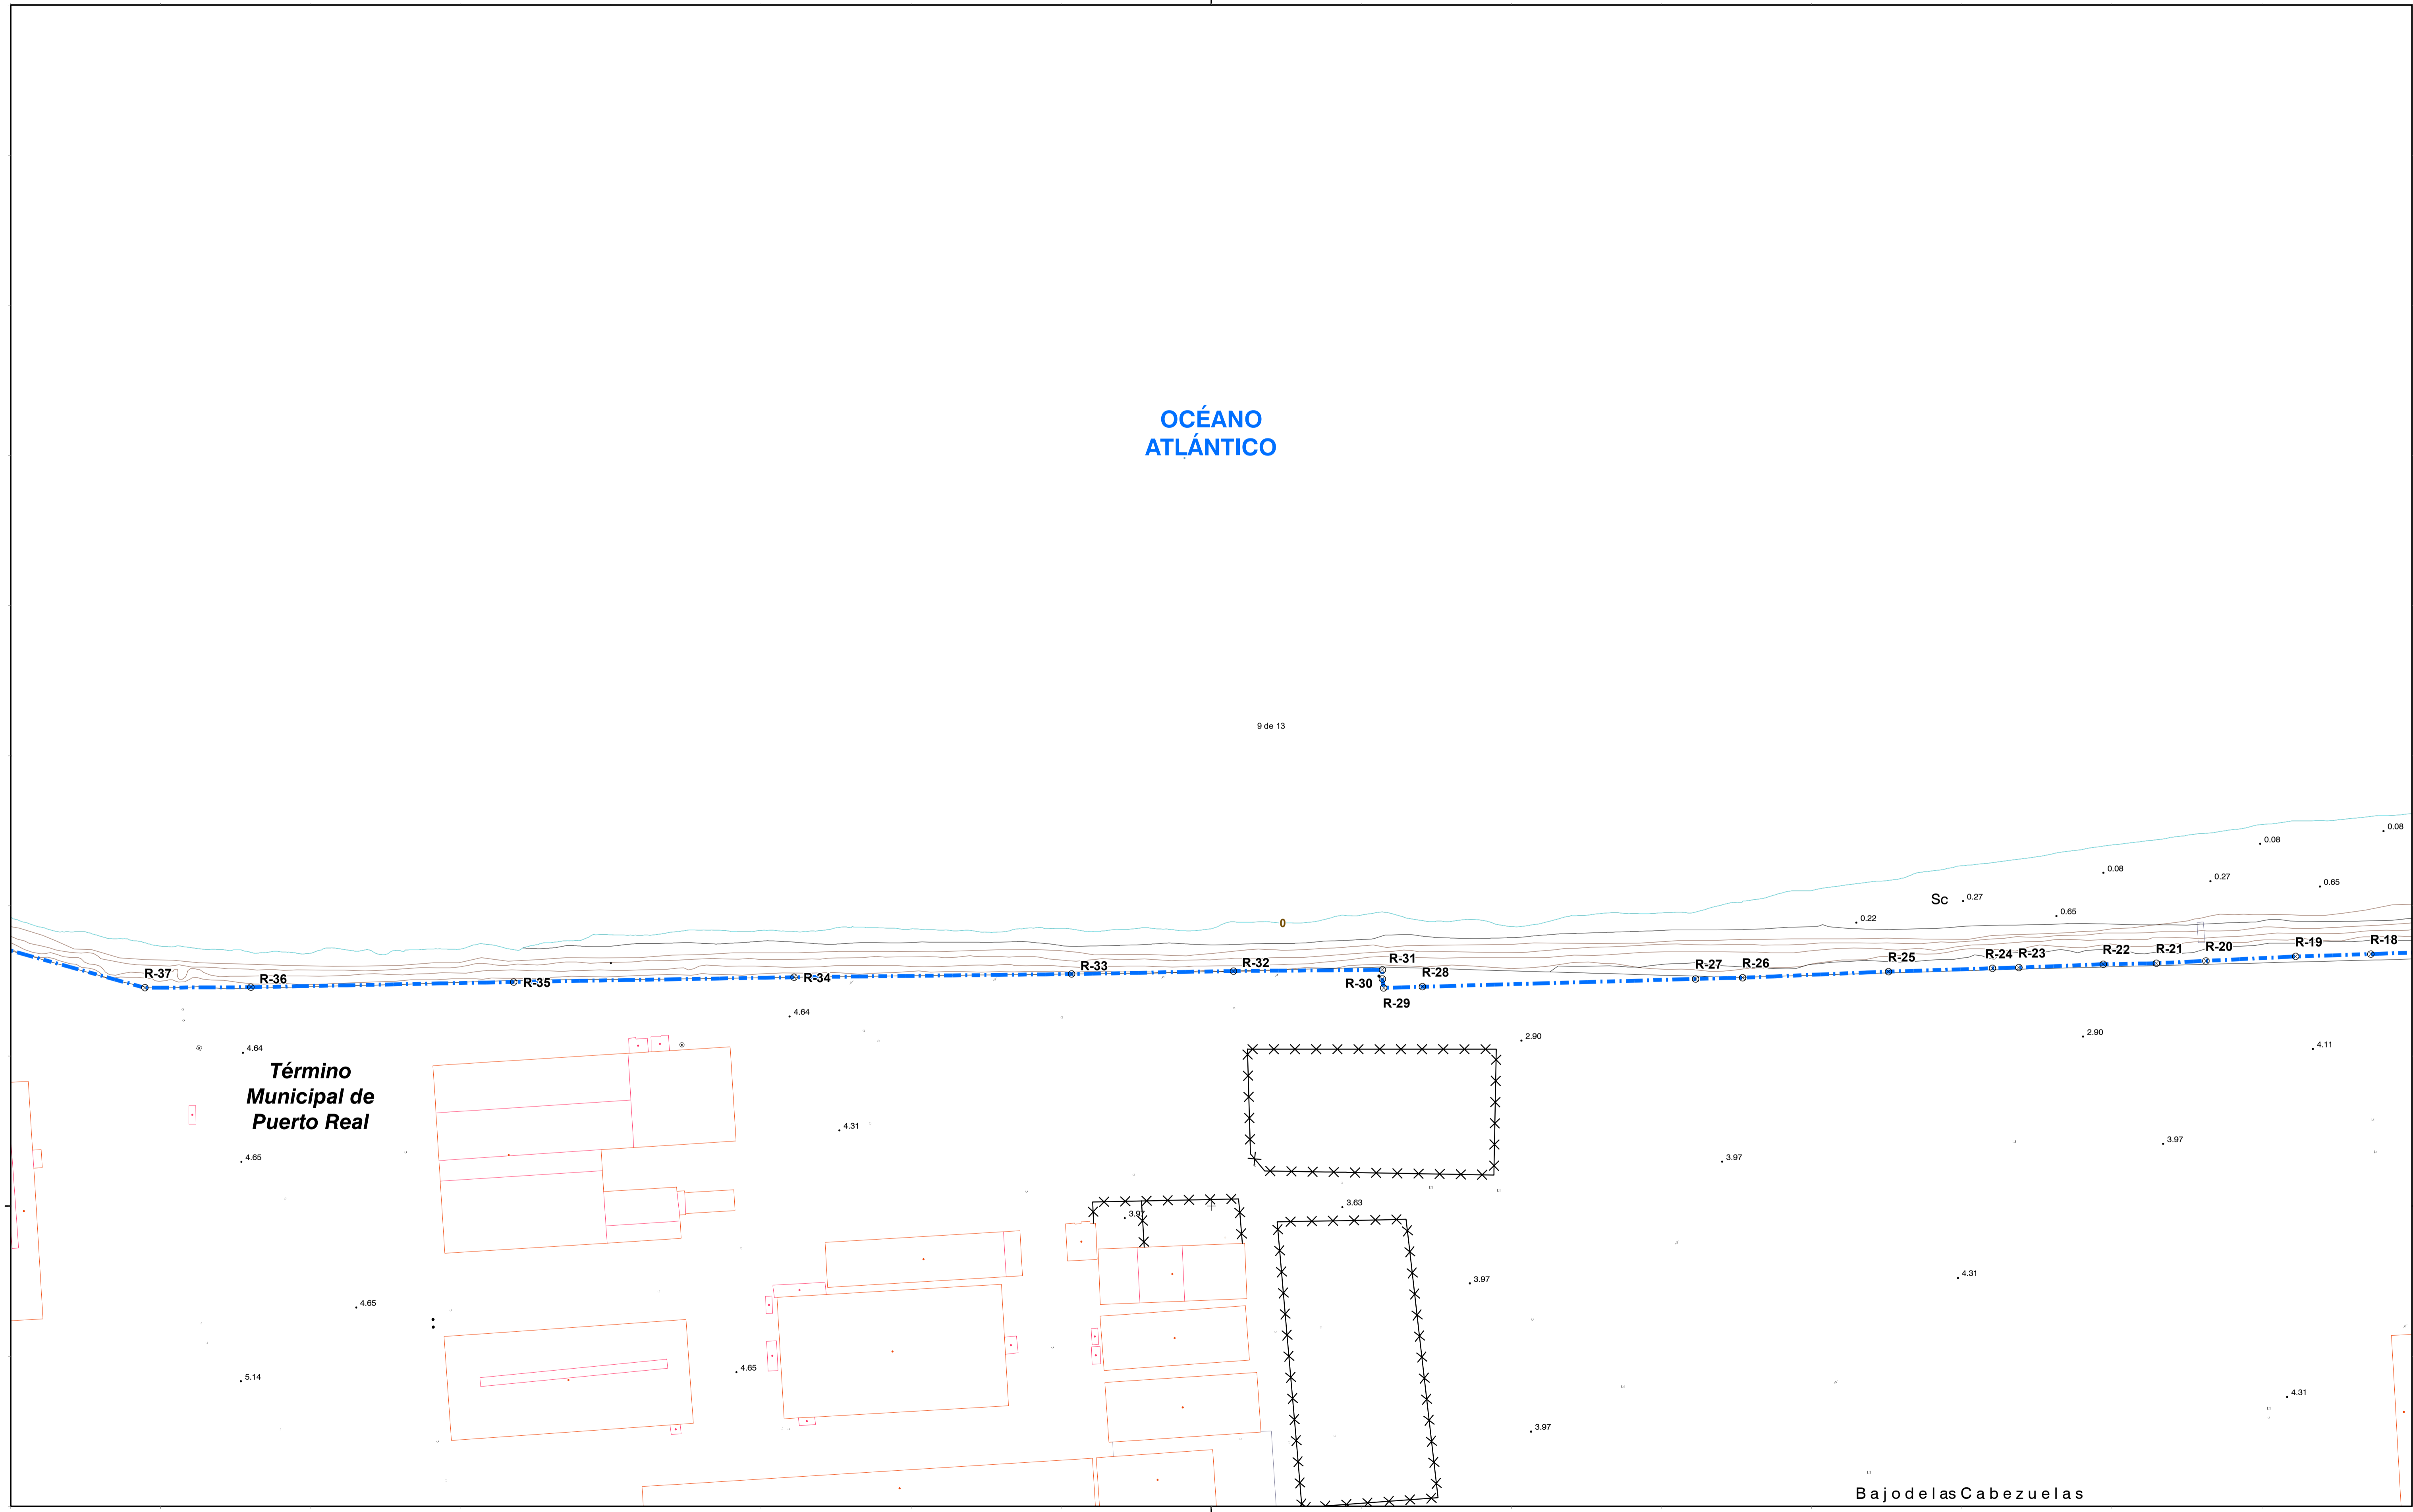 OCÉANO
ATLÁNTICO
9 de 13
0.08
0.08
0.08
0.27
0.65
Sc
0.27
0.65
0.22
0
R-37
R-36
R-35
R-34
R-33
R-32
R-31
R-30
R-29
R-28
R-27
R-26
R-25
R-24
R-23
R-22
R-21
R-20
R-19
R-18
4.64
4.64
2.90
2.90
4.11
Término
Municipal de
Puerto Real
4.31
3.97
3.97
4.65
3.63
3.97
3.97
4.31
4.65
4.65
5.14
4.31
3.97
B a j o d e l as C a b e z u e l a s